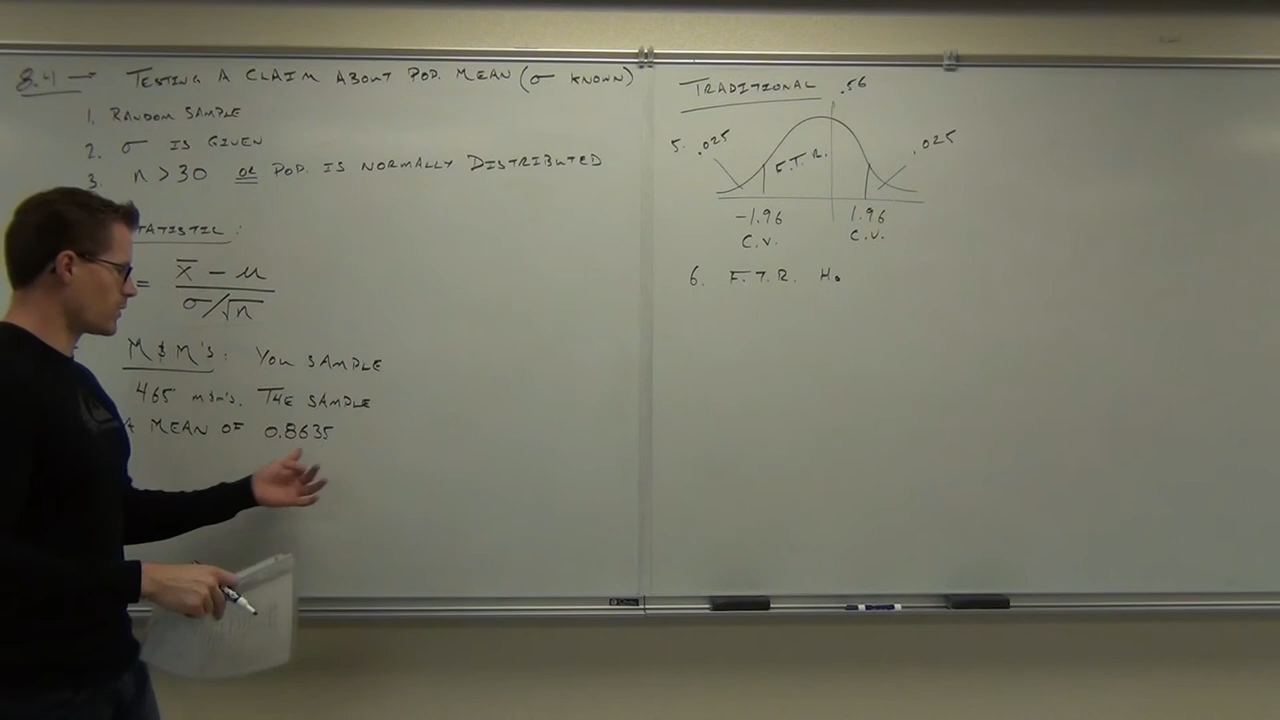 8.4 → TESTING A CLAIM ABOUT POP. MEAN (σ KNOWN)
1. RANDOM SAMPLE
2. σ IS GIVEN
3. n > 30 OR POP. IS NORMALLY DISTRIBUTED
TATISTIC:
= x̄ - μ / σ/√n
M&M'S: YOU SAMPLE
465 M&M'S. THE SAMPLE
A MEAN OF 0.8635
TRADITIONAL .56
5. .025 F.T.R. .025
-1.96 1.96
C.V. C.V.
6. F.T.R. H₀